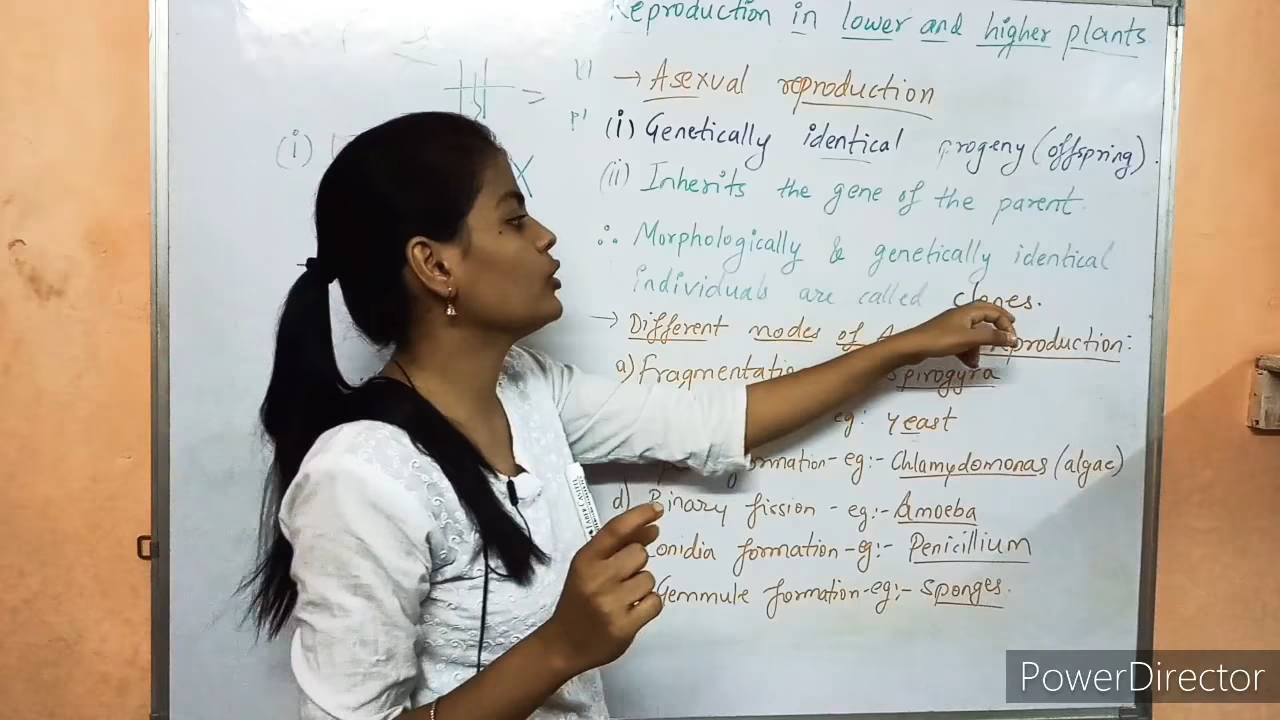 Reproduction in lower and higher plants
→ Asexual reproduction
(i) Genetically identical progeny (offspring).
(ii) Inherits the gene of the parent.
∴ Morphologically & genetically identical
individuals are called clones.
→ Different modes of reproduction:
a) Fragmentation Spirogyra
eg: yeast
rmation - eg:- Chlamydomonas (algae)
d) Binary fission - eg:- Amoeba
Conidia formation - eg:- Penicillium
Gemmule formation - eg:- Sponges.
(i)
X
PowerDirector